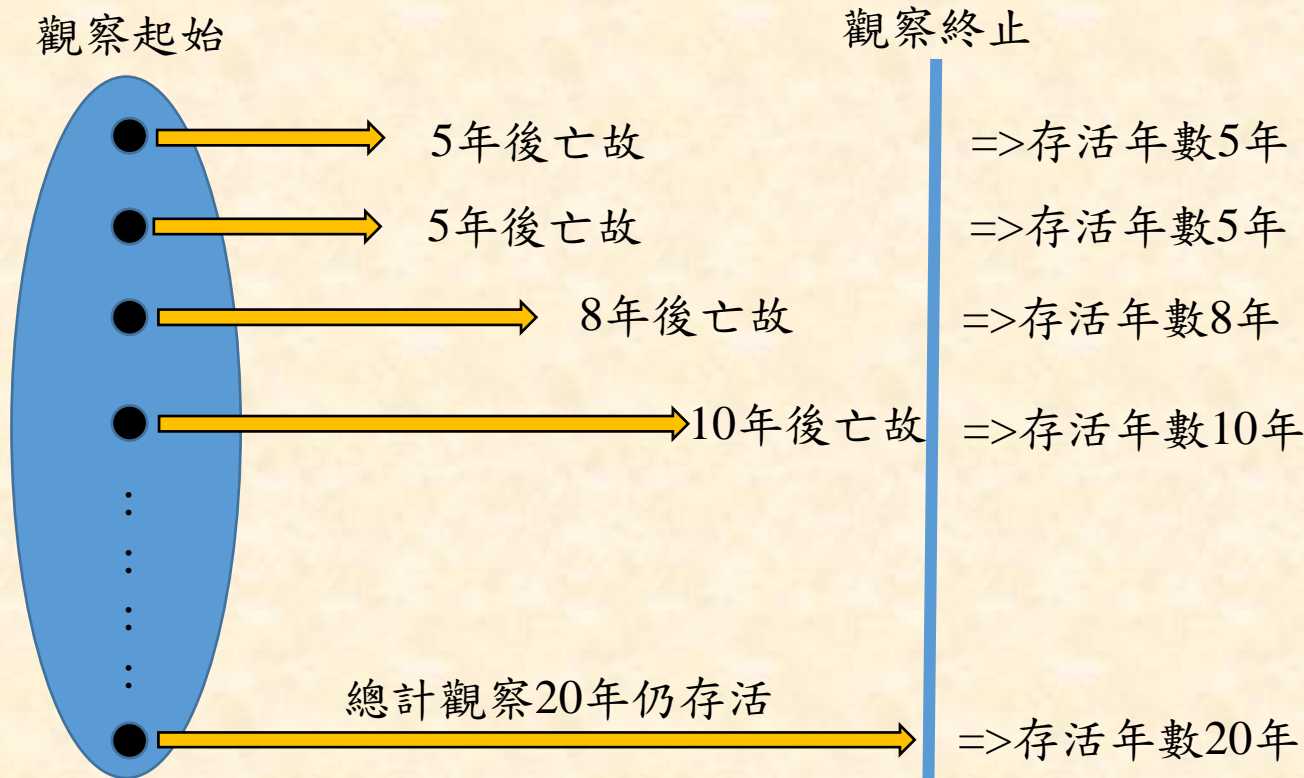 觀察起始
觀察終止
5年後亡故
=>存活年數5年
5年後亡故
=>存活年數5年
8年後亡故
=>存活年數8年
10年後亡故
=>存活年數10年
總計觀察20年仍存活
=>存活年數20年